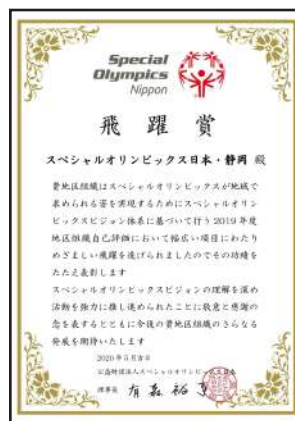 Special
Olympics
Nippon
飛躍賞
スペシャルオリンピックス日本・静岡 殿
貴地区組織はスペシャルオリンピックスが地域で
求められる姿を実現するためにスペシャルオリン
ピックスビジョン体系に基づいて行う2019年度
地区組織自己評価において幅広い項目にわたり
めざましい飛躍を遂げられましたのでその功績を
たたえ表彰します
スペシャルオリンピックスビジョンの理解を深め
活動を強力に推し進められたことに敬意と感謝の
念を表するとともに今後の貴地区組織のさらなる
発展を期待いたします
2020年5月吉日
公益財団法人スペシャルオリンピックス日本
理事長 有森裕子